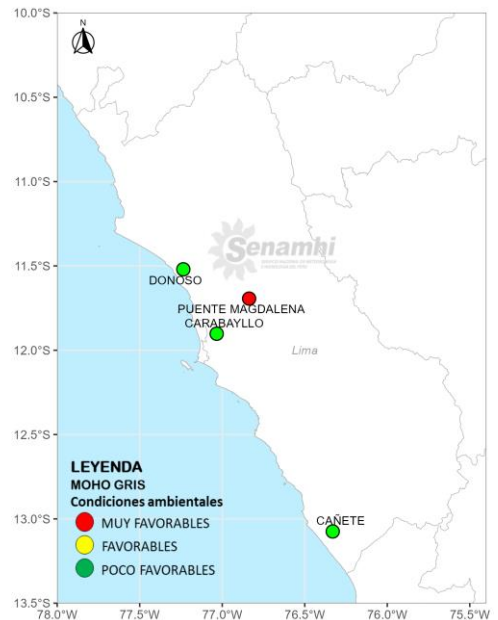 10.0°S
N
10.5°S
11.0°S
Senamhi
11.5°S
DONOSO
PUENTE MAGDALENA
CARABAYLLO
12.0°S
Lima
12.5°S
LEYENDA
MOHO GRIS
Condiciones ambientales
CAÑETE
13.0°S
MUY FAVORABLES
FAVORABLES
POCO FAVORABLES
13.5°S
78.0°W 77.5°W 77.0°W 76.5°W 76.0°W 75.5°W